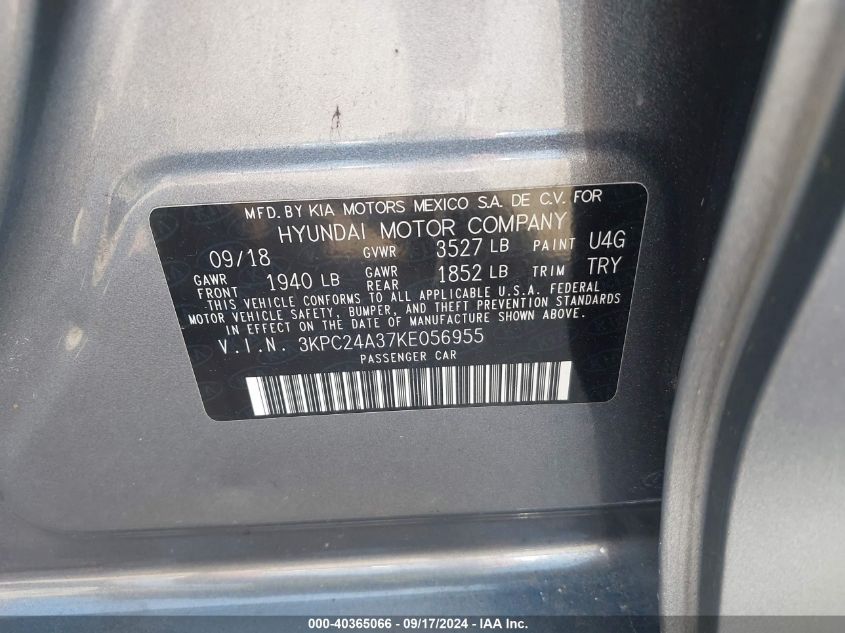 MFD. BY KIA MOTORS MEXICO S.A. DE C.V. FOR
HYUNDAI MOTOR COMPANY
09/18 GVWR 3527 LB PAINT U4G
GAWR FRONT 1940 LB GAWR REAR 1852 LB TRIM TRY
THIS VEHICLE CONFORMS TO ALL APPLICABLE U.S.A. FEDERAL
MOTOR VEHICLE SAFETY, BUMPER, AND THEFT PREVENTION STANDARDS
IN EFFECT ON THE DATE OF MANUFACTURE SHOWN ABOVE.
V.I.N. 3KPC24A37KE056955
PASSENGER CAR
000-40365066 - 09/17/2024 - IAA Inc.